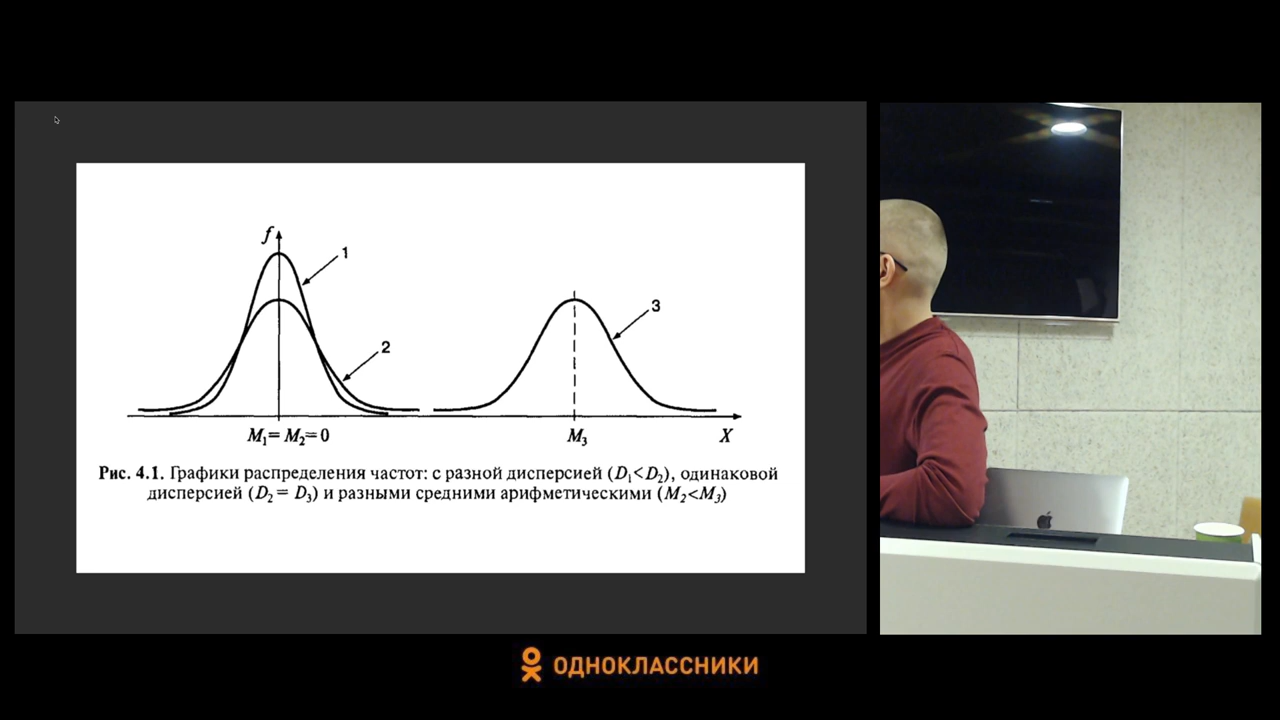 f
1
2
3
M₁= M₂=0
M₃
X
Рис. 4.1. Графики распределения частот: с разной дисперсией (D₁<D₂), одинаковой
дисперсией (D₂ = D₃) и разными средними арифметическими (M₂<M₃)
ОДНОКЛАССНИКИ